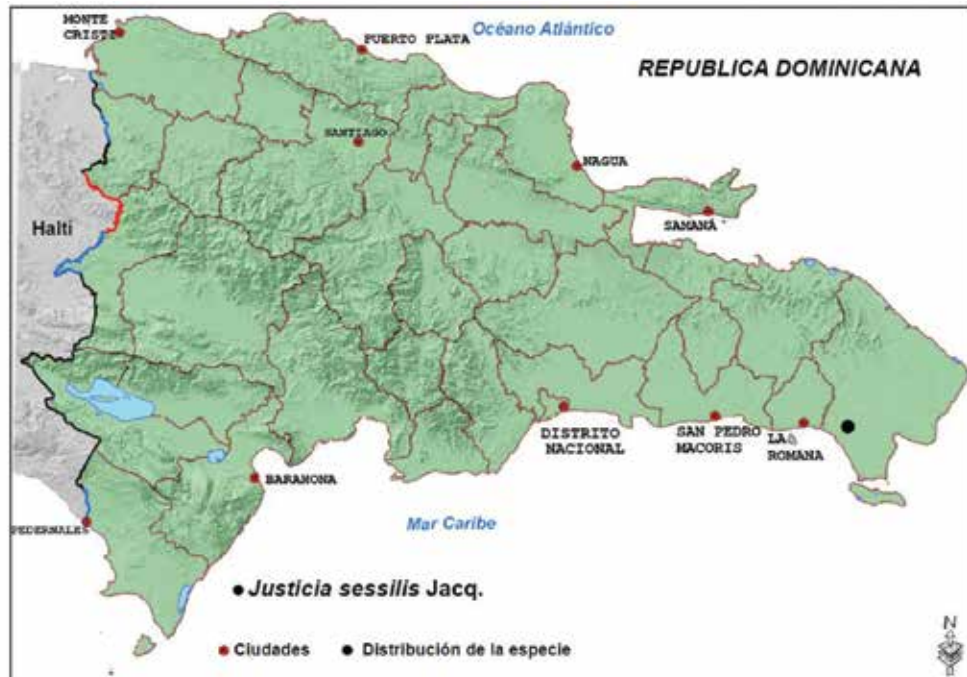 MONTE
CRISTI
Océano Atlántico
PUERTO PLATA
REPUBLICA DOMINICANA
SANTIAGO
NAGUA
Haití
SAMANÁ
DISTRITO
NACIONAL
SAN PEDRO
MACORIS
LA
ROMANA
BARAHONA
PEDERNALES
Mar Caribe
Justicia sessilis Jacq.
Ciudades
Distribución de la especie
N